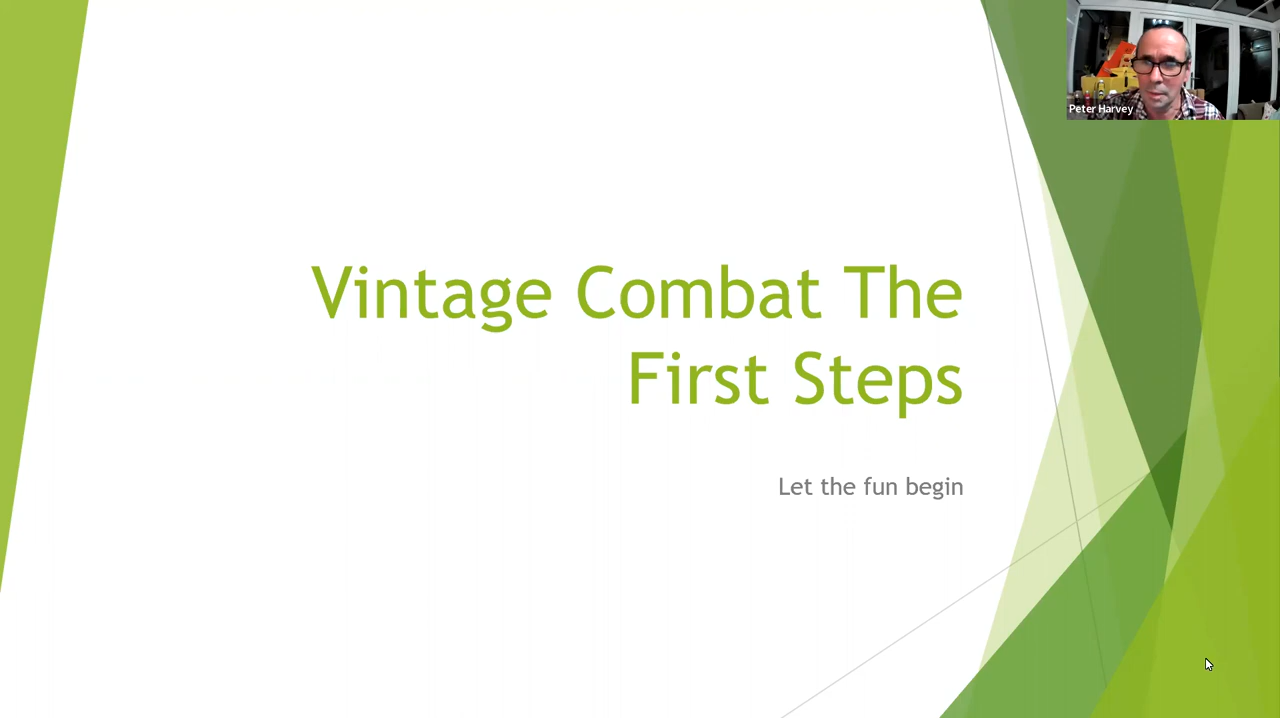 Peter Harvey
Vintage Combat The
First Steps
Let the fun begin